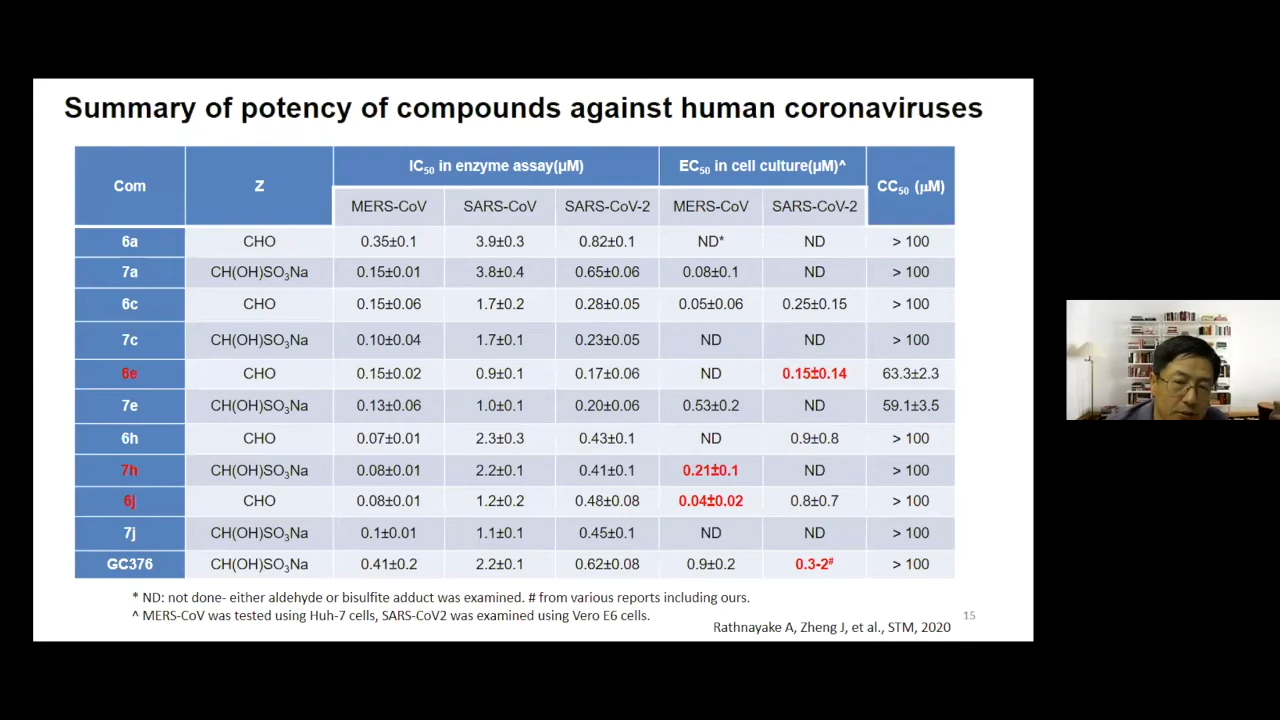 Summary of potency of compounds against human coronaviruses
Com Z IC50 in enzyme assay(μM) EC50 in cell culture(μM)^ CC50 (μM)
MERS-CoV SARS-CoV SARS-CoV-2 MERS-CoV SARS-CoV-2
6a CHO 0.35±0.1 3.9±0.3 0.82±0.1 ND* ND > 100
7a CH(OH)SO3Na 0.15±0.01 3.8±0.4 0.65±0.06 0.08±0.1 ND > 100
6c CHO 0.15±0.06 1.7±0.2 0.28±0.05 0.05±0.06 0.25±0.15 > 100
7c CH(OH)SO3Na 0.10±0.04 1.7±0.1 0.23±0.05 ND ND > 100
6e CHO 0.15±0.02 0.9±0.1 0.17±0.06 ND 0.15±0.14 63.3±2.3
7e CH(OH)SO3Na 0.13±0.06 1.0±0.1 0.20±0.06 0.53±0.2 ND 59.1±3.5
6h CHO 0.07±0.01 2.3±0.3 0.43±0.1 ND 0.9±0.8 > 100
7h CH(OH)SO3Na 0.08±0.01 2.2±0.1 0.41±0.1 0.21±0.1 ND > 100
6j CHO 0.08±0.01 1.2±0.2 0.48±0.08 0.04±0.02 0.8±0.7 > 100
7j CH(OH)SO3Na 0.1±0.01 1.1±0.1 0.45±0.1 ND ND > 100
GC376 CH(OH)SO3Na 0.41±0.2 2.2±0.1 0.62±0.08 0.9±0.2 0.3-2# > 100
* ND: not done- either aldehyde or bisulfite adduct was examined. # from various reports including ours.
^ MERS-CoV was tested using Huh-7 cells, SARS-CoV2 was examined using Vero E6 cells.
15
Rathnayake A, Zheng J, et al., STM, 2020